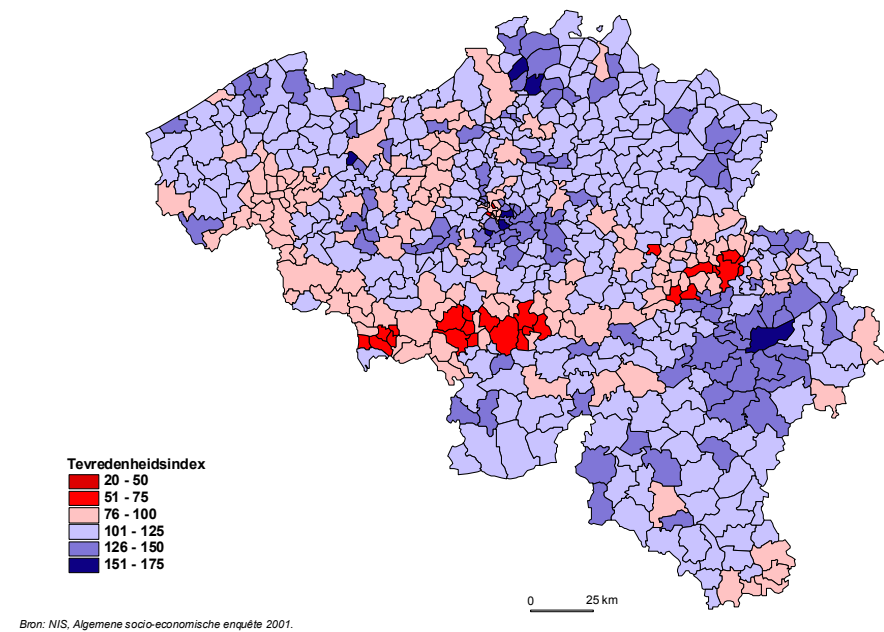 Tevredenheidsindex
20 - 50
51 - 75
76 - 100
101 - 125
126 - 150
151 - 175
0 25 km
Bron: NIS, Algemene socio-economische enquête 2001.